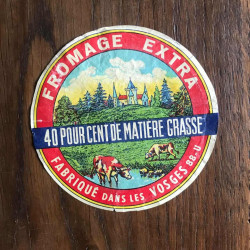 FROMAGE EXTRA
40 POUR CENT DE MATIÈRE GRASSE
FABRIQUÉ DANS LES VOSGES 88.U